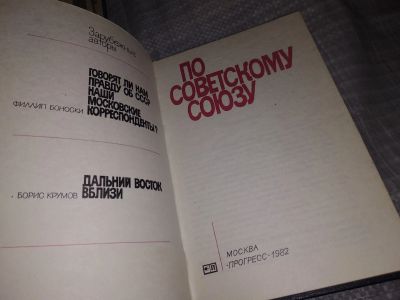 Зарубежные
авторы
ГОВОРЯТ ЛИ НАМ
ПРАВДУ ОБ СССР
НАШИ
МОСКОВСКИЕ
КОРРЕСПОНДЕНТЫ?
ФИЛЛИП БОНОСКИ
ДАЛЬНИЙ ВОСТОК
ВБЛИЗИ
БОРИС КРУМОВ
ПО
СОВЕТСКОМУ
СОЮЗУ
МОСКВА
«ПРОГРЕСС»·1982